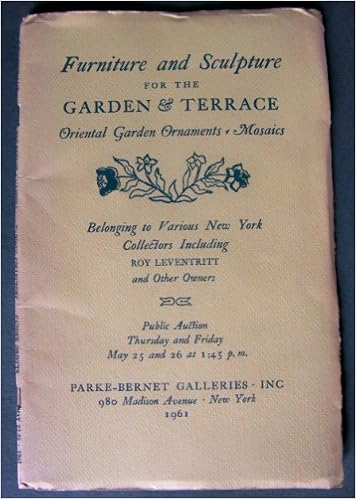 Furniture and Sculpture
FOR THE
GARDEN & TERRACE
Oriental Garden Ornaments • Mosaics
Belonging to Various New York
Collectors Including
ROY LEVENTRITT
and Other Owners
Public Auction
Thursday and Friday
May 25 and 26 at 1:45 p. m.
PARKE-BERNET GALLERIES · INC
980 Madison Avenue · New York
1961